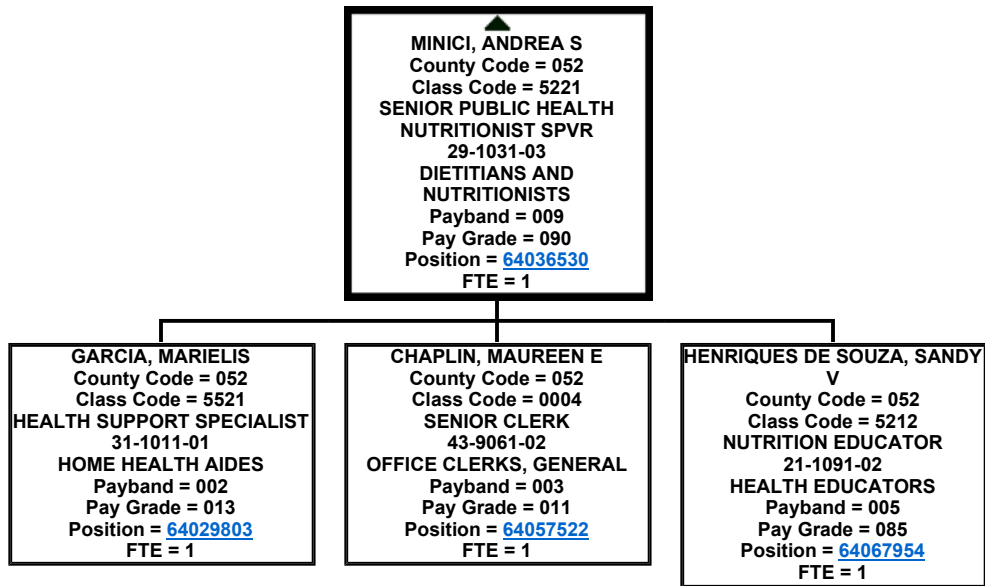 MINICI, ANDREA S
County Code = 052
Class Code = 5221
SENIOR PUBLIC HEALTH
NUTRITIONIST SPVR
29-1031-03
DIETITIANS AND
NUTRITIONISTS
Payband = 009
Pay Grade = 090
Position = 64036530
FTE = 1
GARCIA, MARIELIS
County Code = 052
Class Code = 5521
HEALTH SUPPORT SPECIALIST
31-1011-01
HOME HEALTH AIDES
Payband = 002
Pay Grade = 013
Position = 64029803
FTE = 1
CHAPLIN, MAUREEN E
County Code = 052
Class Code = 0004
SENIOR CLERK
43-9061-02
OFFICE CLERKS, GENERAL
Payband = 003
Pay Grade = 011
Position = 64057522
FTE = 1
HENRIQUES DE SOUZA, SANDY
V
County Code = 052
Class Code = 5212
NUTRITION EDUCATOR
21-1091-02
HEALTH EDUCATORS
Payband = 005
Pay Grade = 085
Position = 64067954
FTE = 1